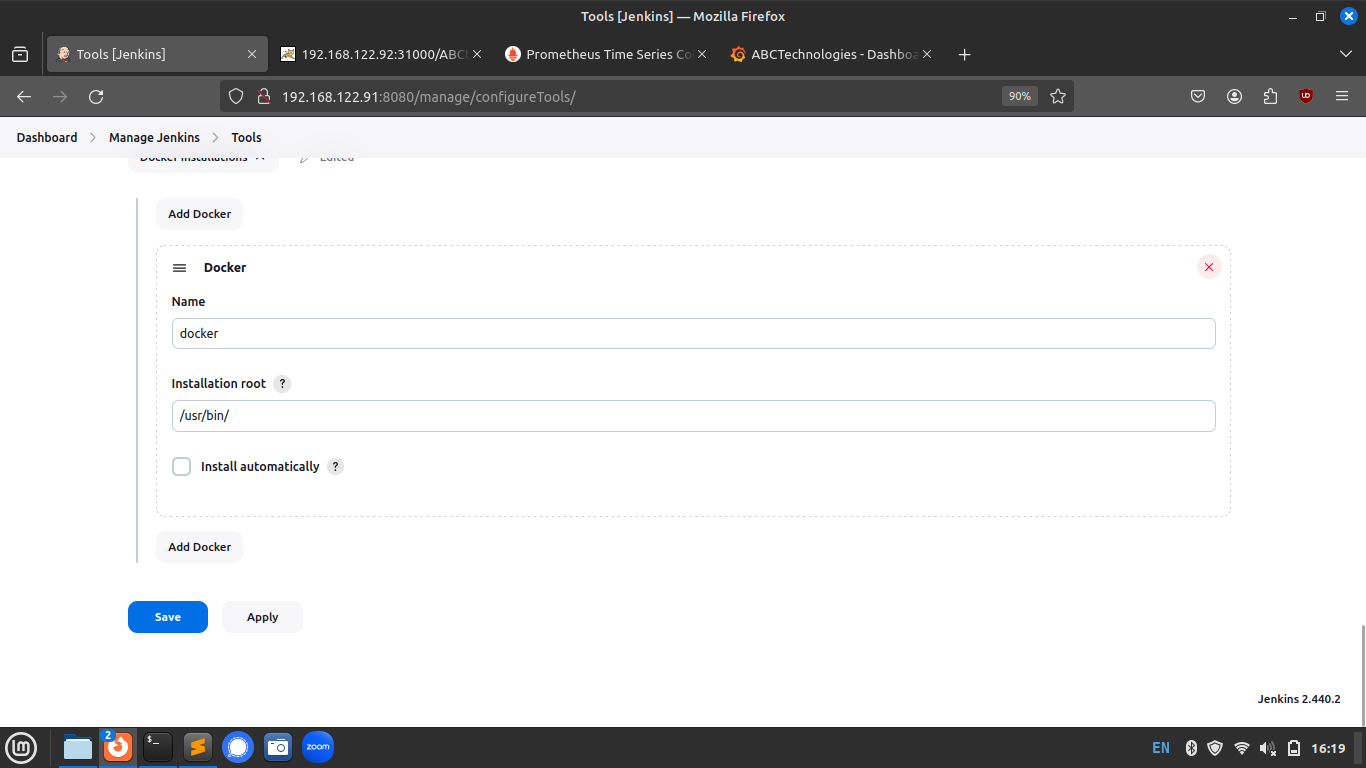 Tools [Jenkins] — Mozilla Firefox
Tools [Jenkins]
192.168.122.92:31000/ABC
Prometheus Time Series Co
ABCTechnologies - Dashboa
192.168.122.91:8080/manage/configureTools/
90%
UD
Dashboard
Manage Jenkins
Tools
Docker Installations
Edited
Add Docker
Docker
Name
docker
Installation root ?
/usr/bin/
Install automatically ?
Add Docker
Save
Apply
Jenkins 2.440.2
2
$_
zoom
EN
16:19